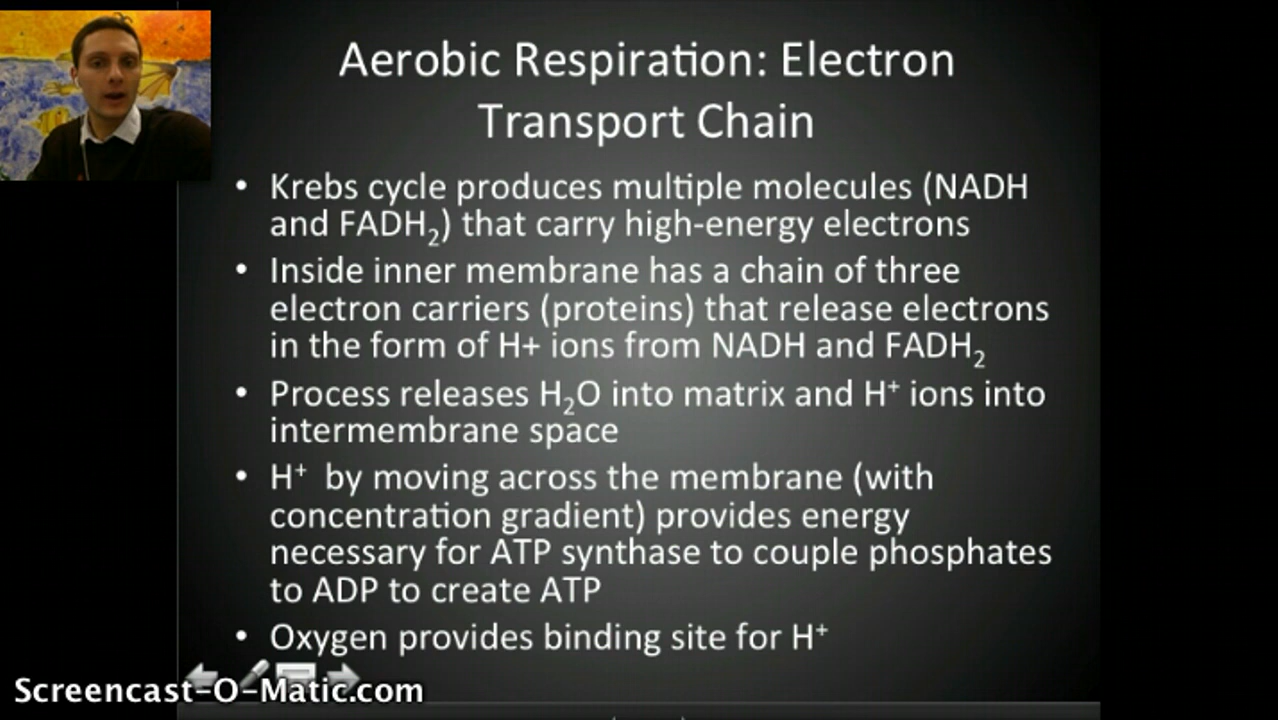 Aerobic Respiration: Electron
Transport Chain
• Krebs cycle produces multiple molecules (NADH
and FADH₂) that carry high-energy electrons
• Inside inner membrane has a chain of three
electron carriers (proteins) that release electrons
in the form of H+ ions from NADH and FADH₂
• Process releases H₂O into matrix and H⁺ ions into
intermembrane space
• H⁺ by moving across the membrane (with
concentration gradient) provides energy
necessary for ATP synthase to couple phosphates
to ADP to create ATP
• Oxygen provides binding site for H⁺
Screencast-O-Matic.com